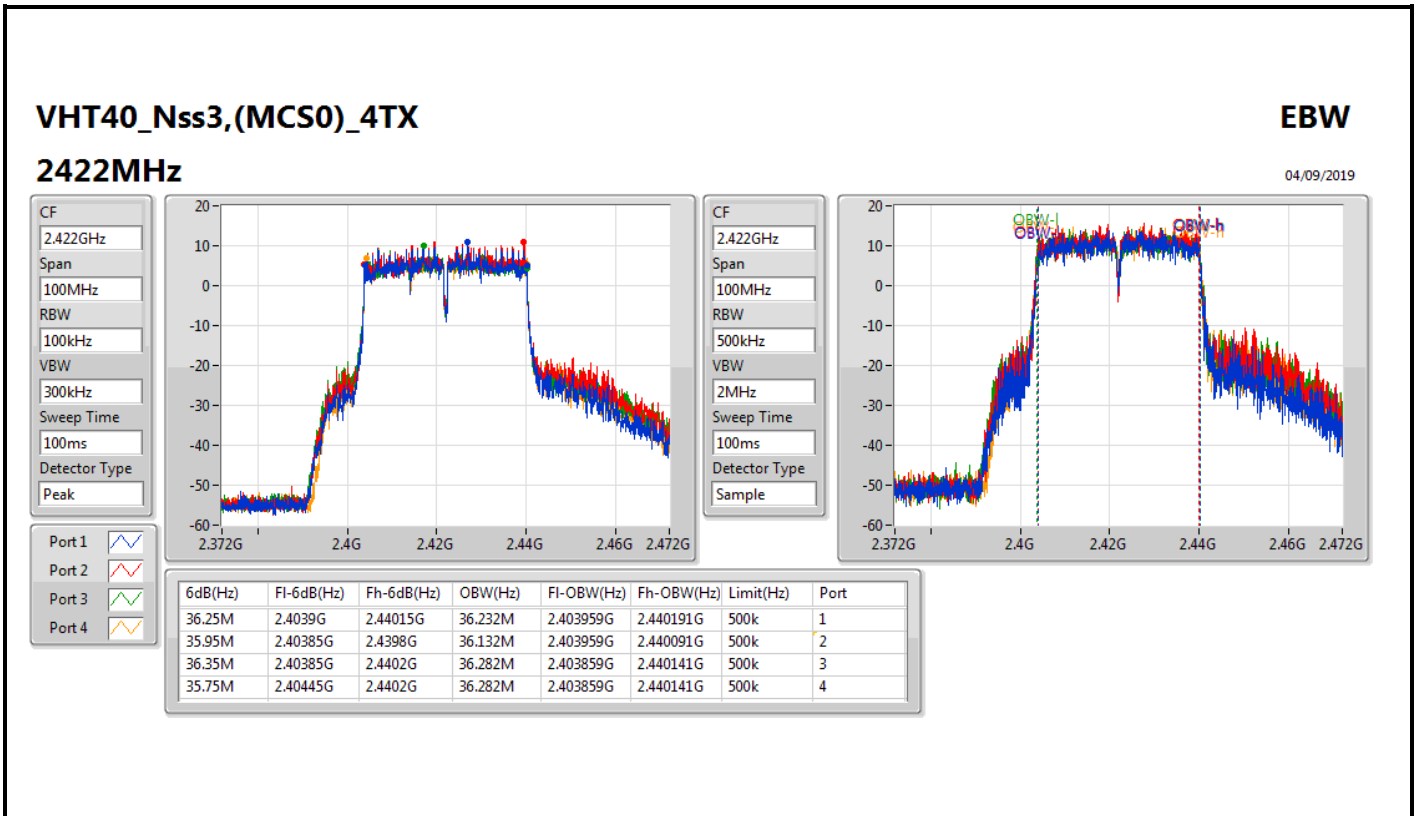 VHT40_Nss3,(MCS0)_4TX
EBW
2422MHz
04/09/2019
CF
2.422GHz
Span
100MHz
RBW
100kHz
VBW
300kHz
Sweep Time
100ms
Detector Type
Peak
20
10
0
-10
-20
-30
-40
-50
-60
2.372G 2.4G 2.42G 2.44G 2.46G 2.472G
CF
2.422GHz
Span
100MHz
RBW
500kHz
VBW
2MHz
Sweep Time
100ms
Detector Type
Sample
20
10
0
-10
-20
-30
-40
-50
-60
OBW-l
OBW-h
2.372G 2.4G 2.42G 2.44G 2.46G 2.472G
Port 1
Port 2
Port 3
Port 4
6dB(Hz) Fl-6dB(Hz) Fh-6dB(Hz) OBW(Hz) Fl-OBW(Hz) Fh-OBW(Hz) Limit(Hz) Port
36.25M 2.4039G 2.44015G 36.232M 2.403959G 2.440191G 500k 1
35.95M 2.40385G 2.4398G 36.132M 2.403959G 2.440091G 500k 2
36.35M 2.40385G 2.4402G 36.282M 2.403859G 2.440141G 500k 3
35.75M 2.40445G 2.4402G 36.282M 2.403859G 2.440141G 500k 4